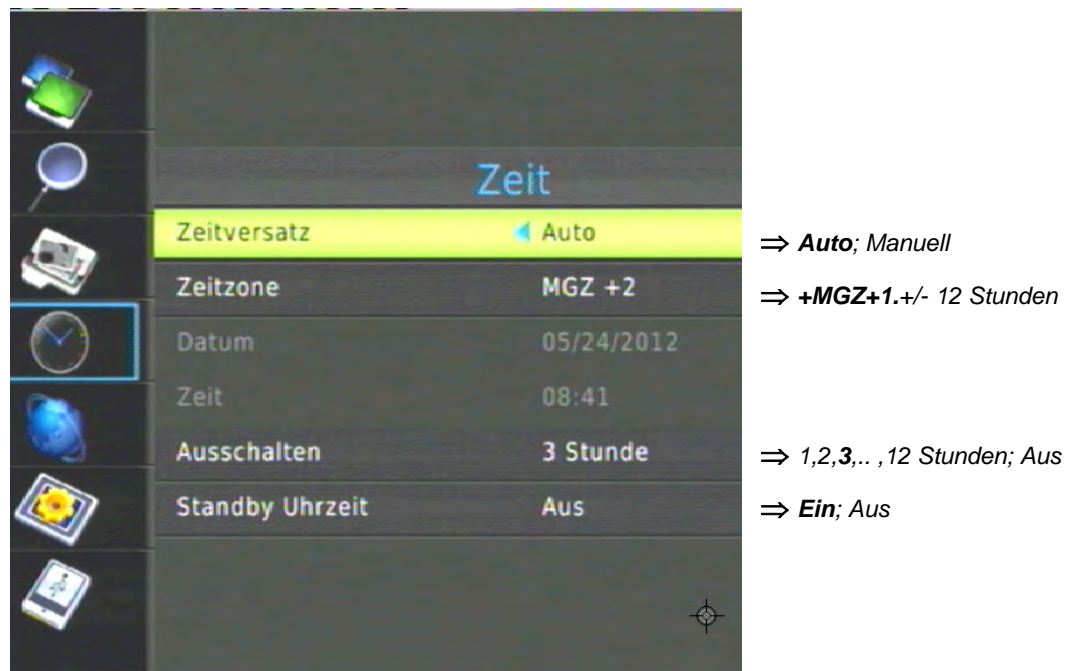 Zeit
Zeitversatz Auto ⇒ Auto; Manuell
Zeitzone MGZ +2 ⇒ +MGZ+1.+/- 12 Stunden
Datum 05/24/2012
Zeit 08:41
Ausschalten 3 Stunde ⇒ 1,2,3,.. ,12 Stunden; Aus
Standby Uhrzeit Aus ⇒ Ein; Aus